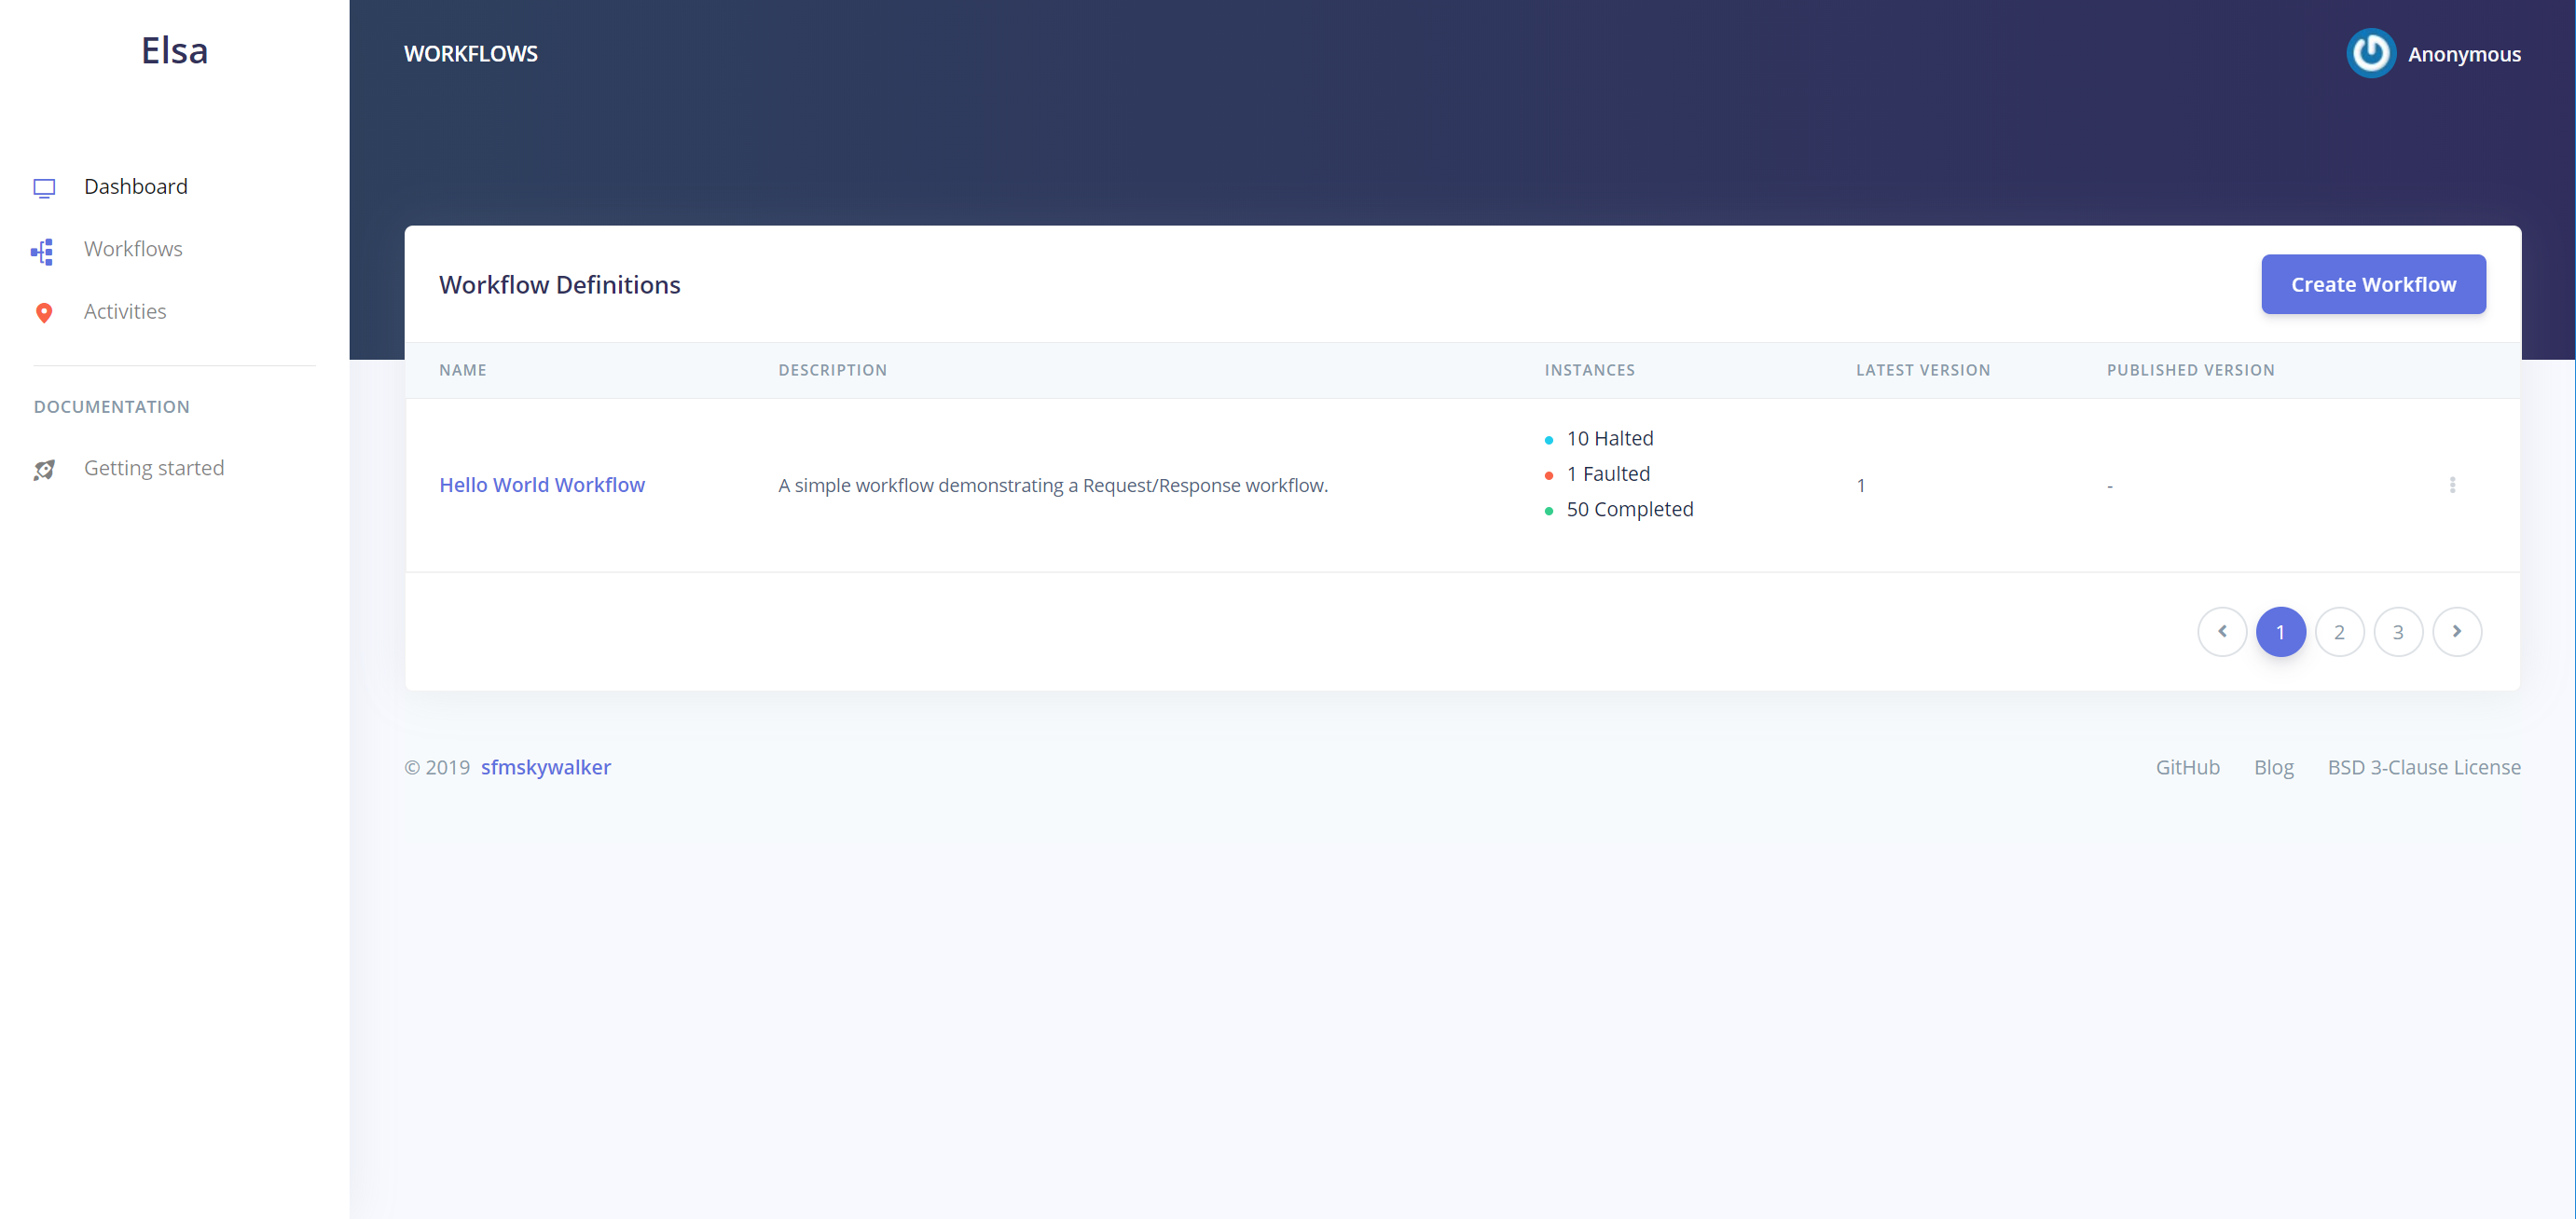 Elsa
Dashboard
Workflows
Activities
DOCUMENTATION
Getting started
WORKFLOWS
Anonymous
Workflow Definitions
Create Workflow
NAME DESCRIPTION INSTANCES LATEST VERSION PUBLISHED VERSION
10 Halted
1 Faulted
50 Completed
Hello World Workflow A simple workflow demonstrating a Request/Response workflow. 1 -
1 2 3
© 2019 sfmskywalker
GitHub Blog BSD 3-Clause License